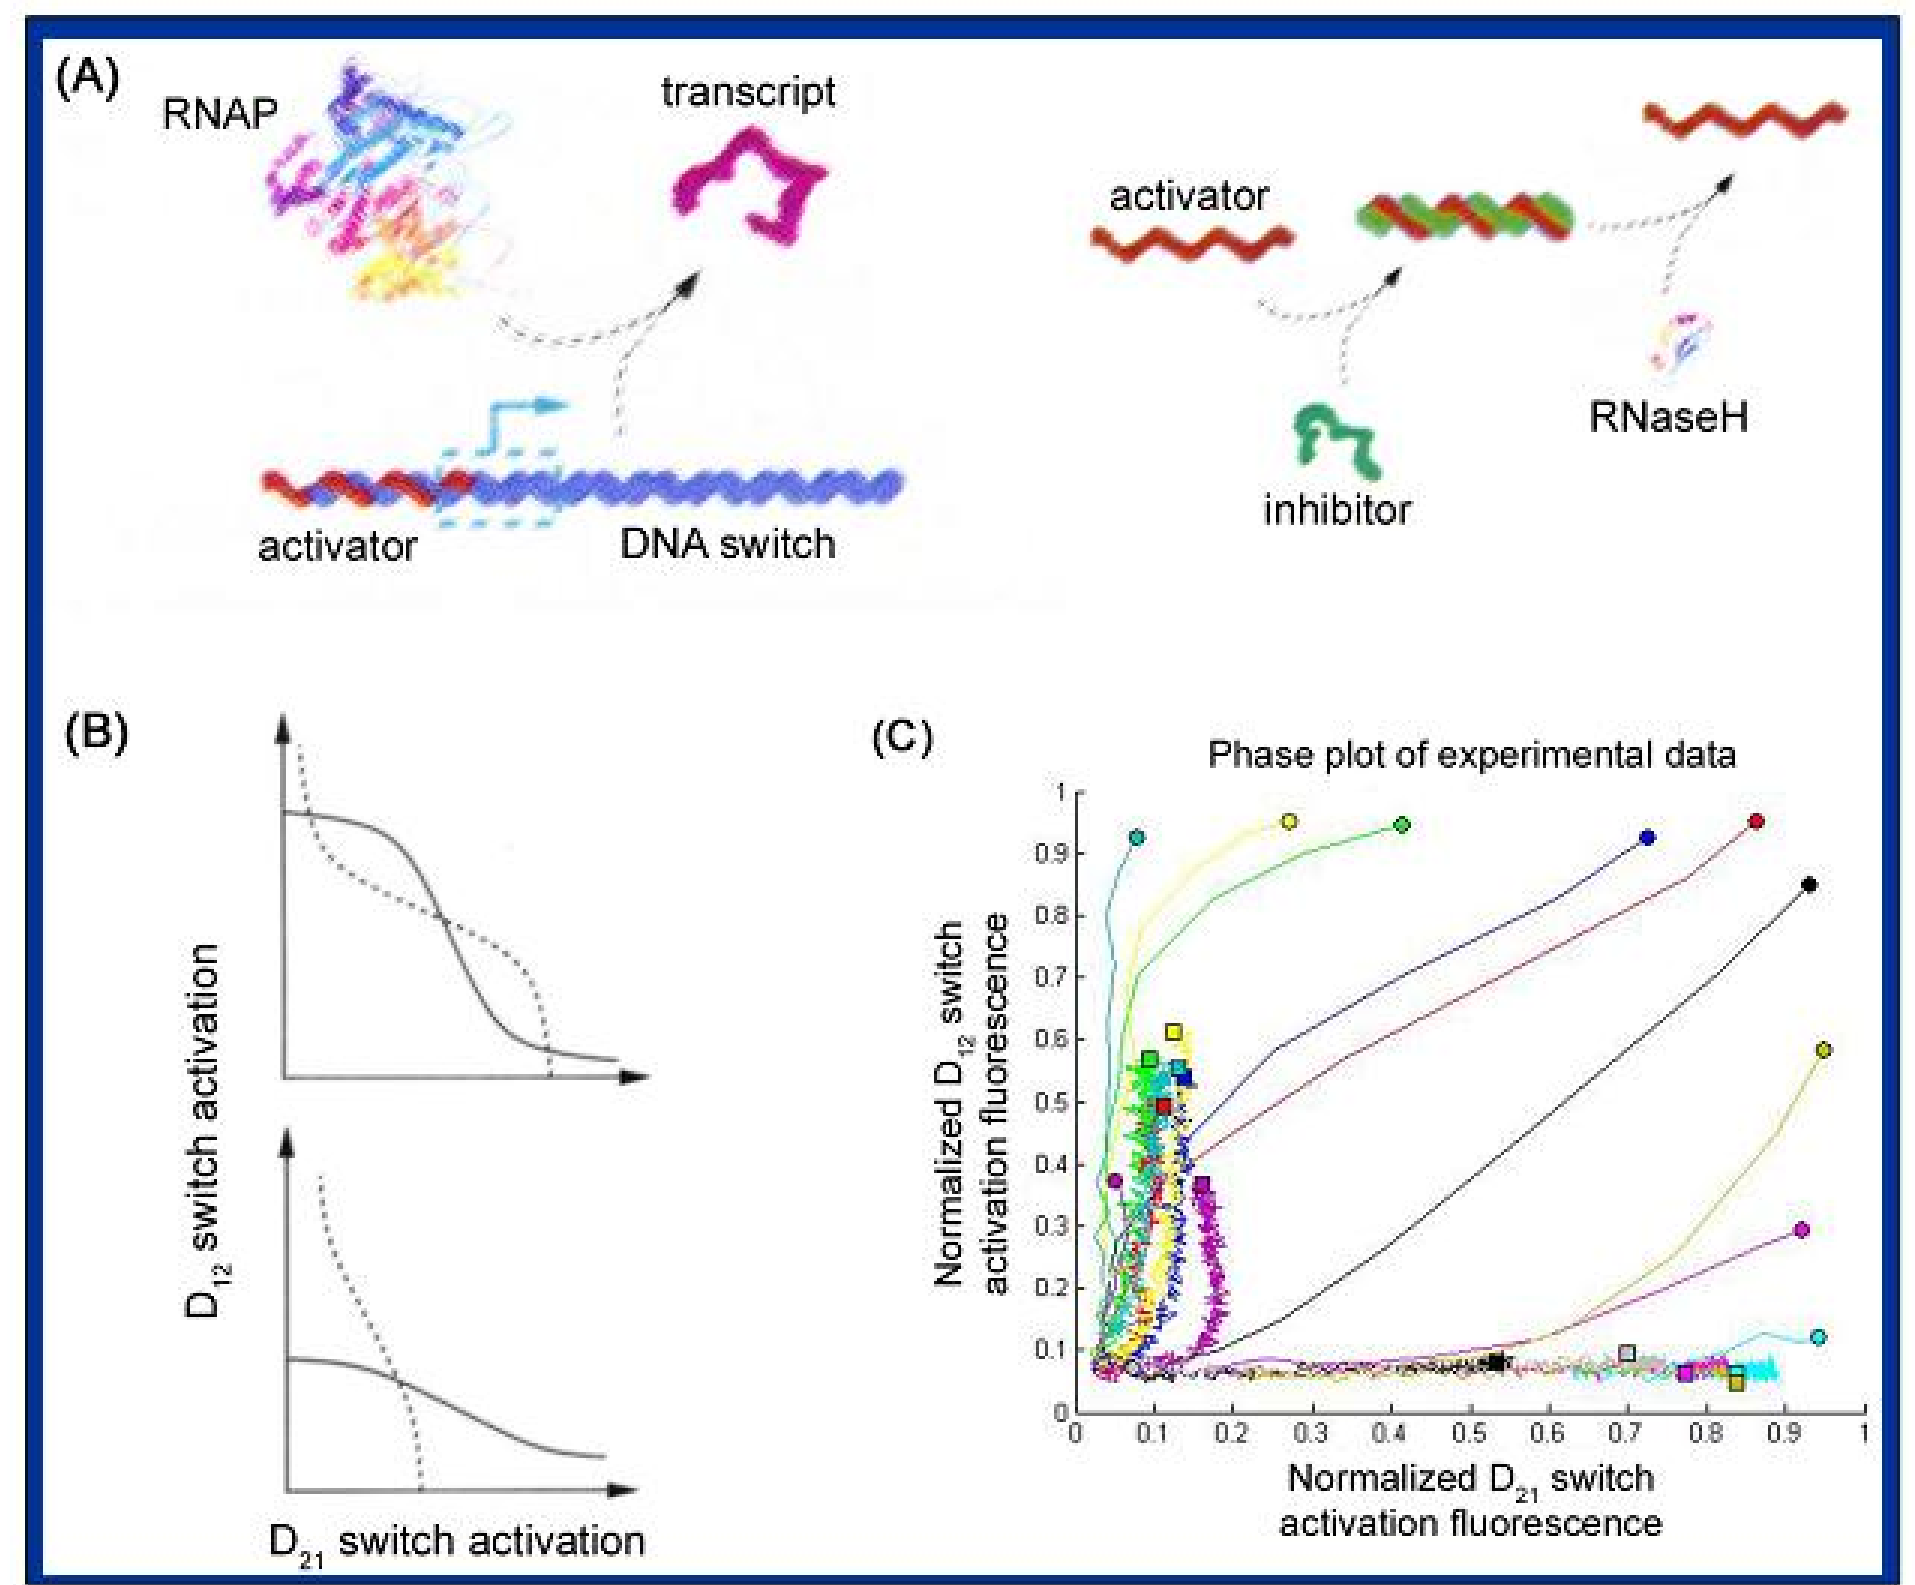 (A)
RNAP
transcript
activator
DNA switch
activator
inhibitor
RNaseH
(B)
D12 switch activation
D21 switch activation
(C)
Phase plot of experimental data
Normalized D12 switch
activation fluorescence
1
0.9
0.8
0.7
0.6
0.5
0.4
0.3
0.2
0.1
0
0 0.1 0.2 0.3 0.4 0.5 0.6 0.7 0.8 0.9 1
Normalized D21 switch
activation fluorescence